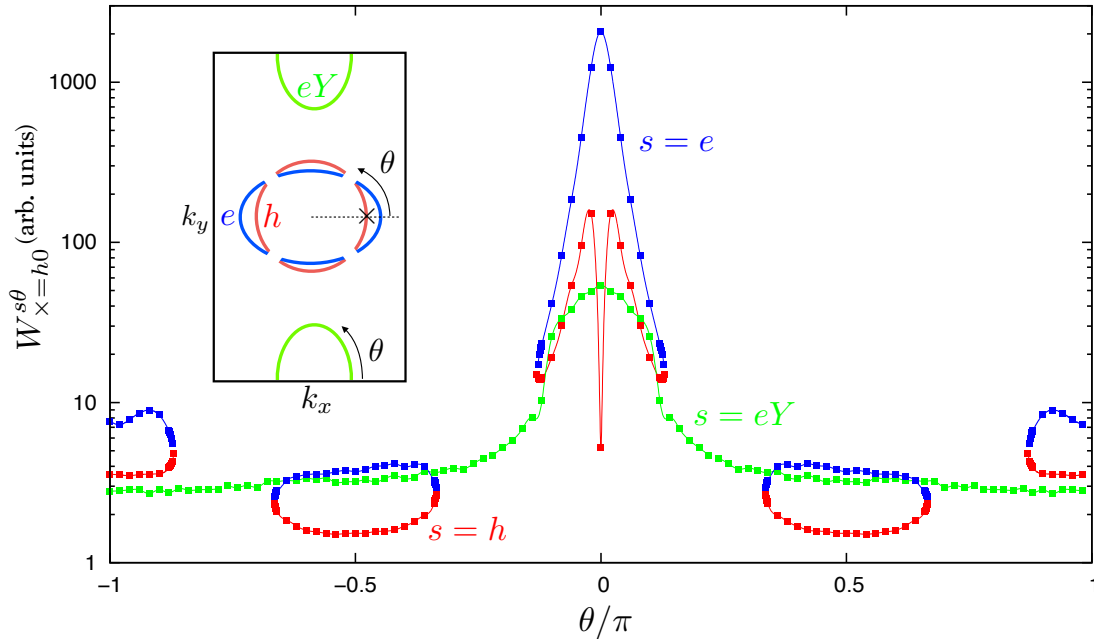 1000
100
10
1
W^{sθ}_{×=h0} (arb. units)
−1
−0.5
0
0.5
1
θ/π
eY
θ
k_y
e
h
×
θ
k_x
s = e
s = eY
s = h